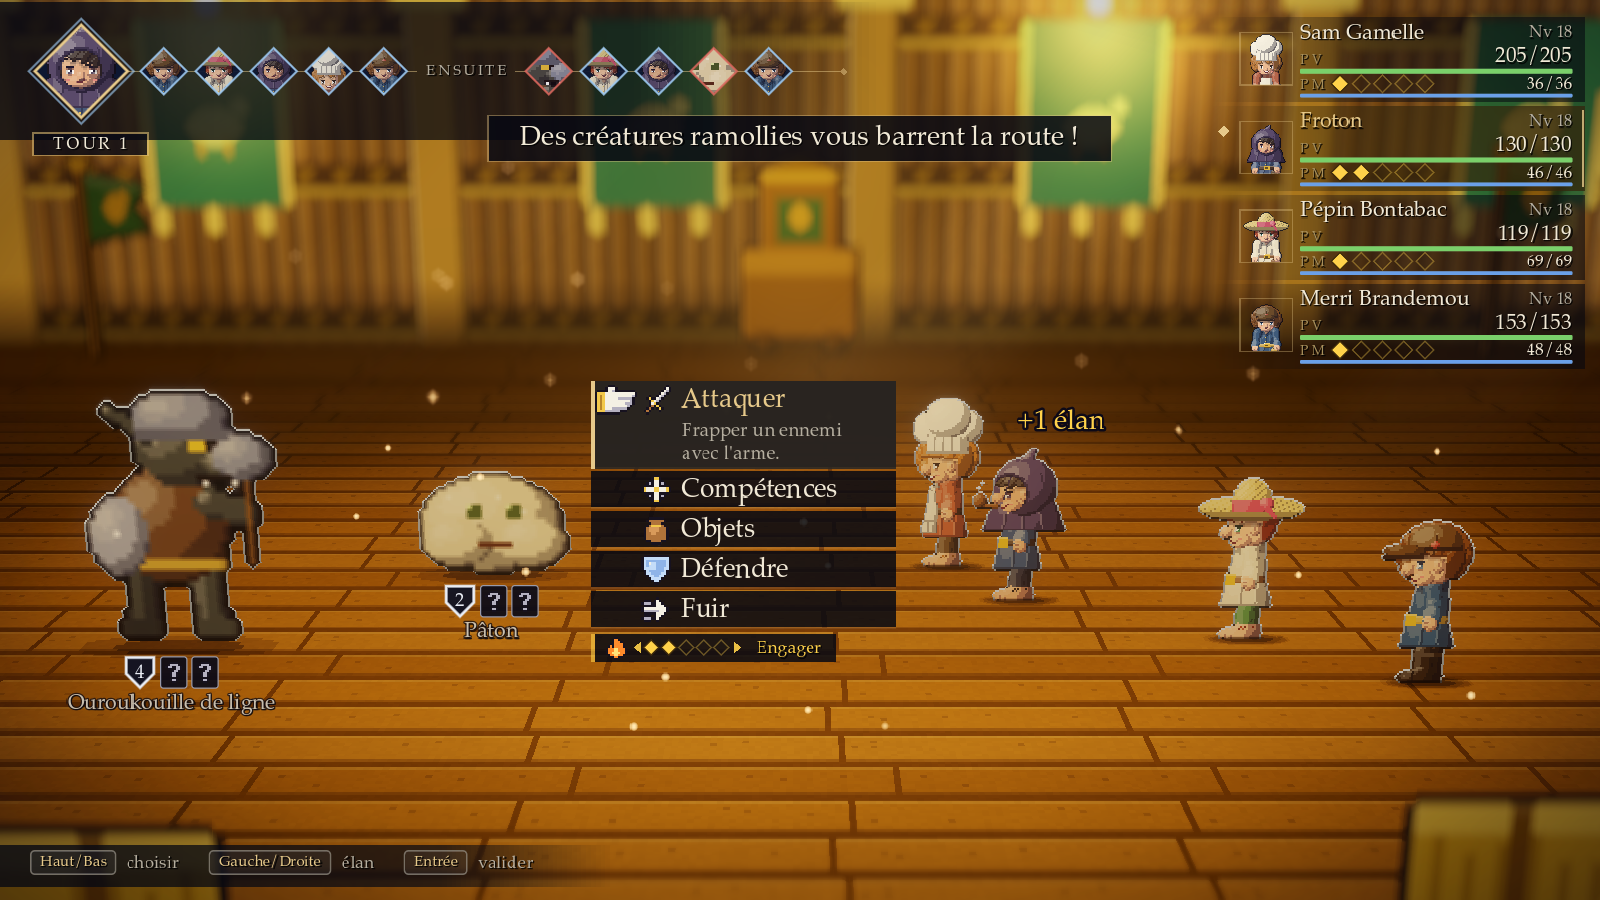 TOUR 1
ENSUITE
Des créatures ramollies vous barrent la route !
Sam Gamelle Nv 18
PV 205/205
PM 36/36
Froton Nv 18
PV 130/130
PM 46/46
Pépin Bontabac Nv 18
PV 119/119
PM 69/69
Merri Brandemou Nv 18
PV 153/153
PM 48/48
Attaquer
Frapper un ennemi
avec l'arme.
Compétences
Objets
Défendre
Fuir
Engager
+1 élan
2 ? ?
Pâton
4 ? ?
Ouroukouille de ligne
Haut/Bas choisir Gauche/Droite élan Entrée valider